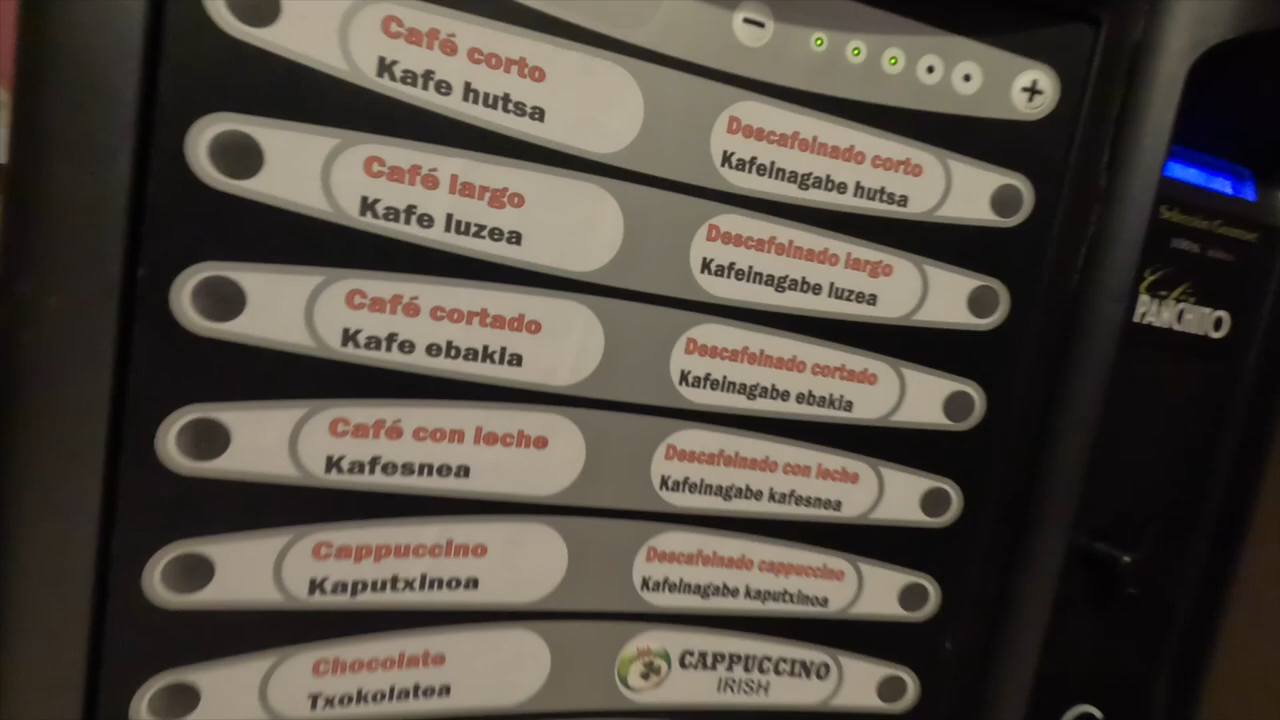 Café corto
Kafe hutsa
Descafeinado corto
Kafeinagabe hutsa
Café largo
Kafe luzea
Descafeinado largo
Kafeinagabe luzea
Café cortado
Kafe ebakia
Descafeinado cortado
Kafeinagabe ebakia
Café con leche
Kafesnea
Descafeinado con leche
Kafeinagabe kafesnea
Cappuccino
Kaputxinoa
Descafeinado cappuccino
Kafeinagabe kaputxinoa
Chocolate
Txokolatea
CAPPUCCINO
IRISH